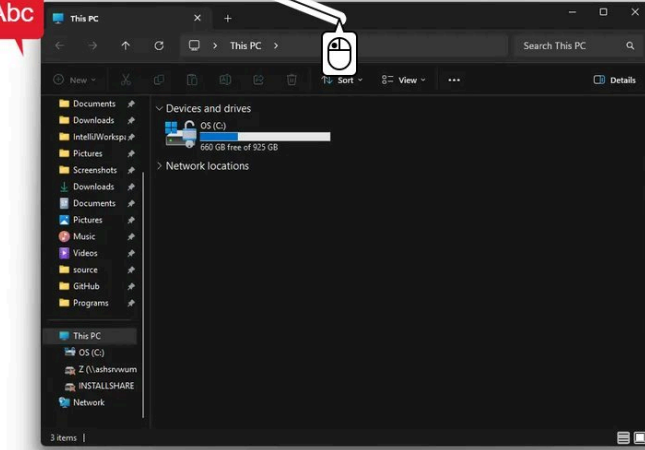 Abc
This PC
This PC
Search This PC
New
Sort
View
Details
Documents
Downloads
IntelliJWorkspa
Pictures
Screenshots
Downloads
Documents
Pictures
Music
Videos
source
GitHub
Programs
This PC
OS (C:)
Z (\\ashsrvwum
INSTALLSHARE
Network
Devices and drives
OS (C:)
660 GB free of 925 GB
Network locations
3 items